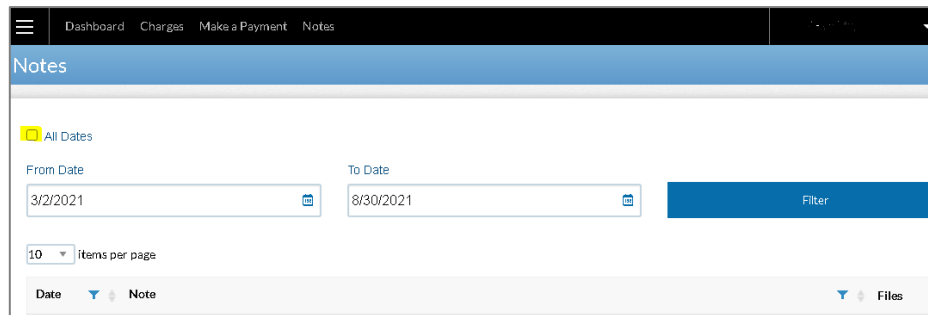 Dashboard Charges Make a Payment Notes
Notes
All Dates
From Date To Date
3/2/2021 8/30/2021 Filter
10 items per page
Date Note Files